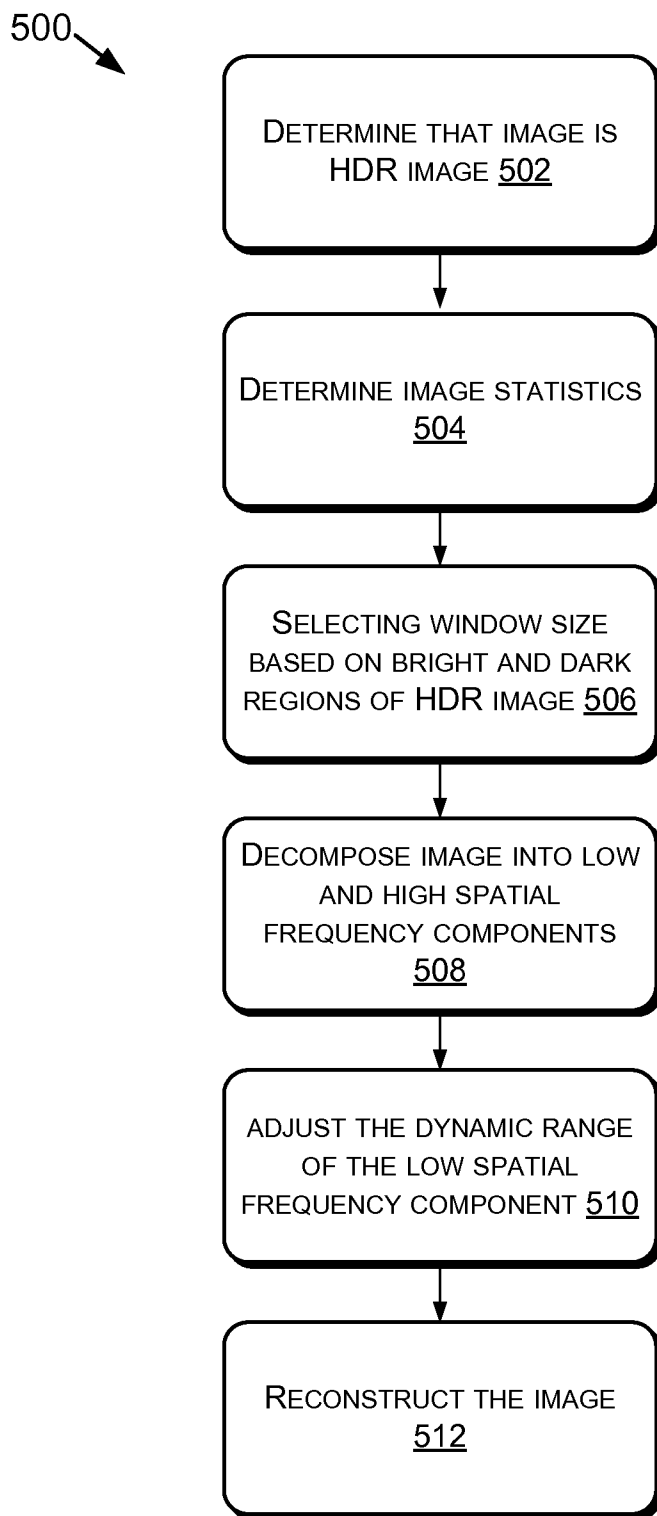 500
DETERMINE THAT IMAGE IS
HDR IMAGE 502
DETERMINE IMAGE STATISTICS
504
SELECTING WINDOW SIZE
BASED ON BRIGHT AND DARK
REGIONS OF HDR IMAGE 506
DECOMPOSE IMAGE INTO LOW
AND HIGH SPATIAL
FREQUENCY COMPONENTS
508
ADJUST THE DYNAMIC RANGE
OF THE LOW SPATIAL
FREQUENCY COMPONENT 510
RECONSTRUCT THE IMAGE
512